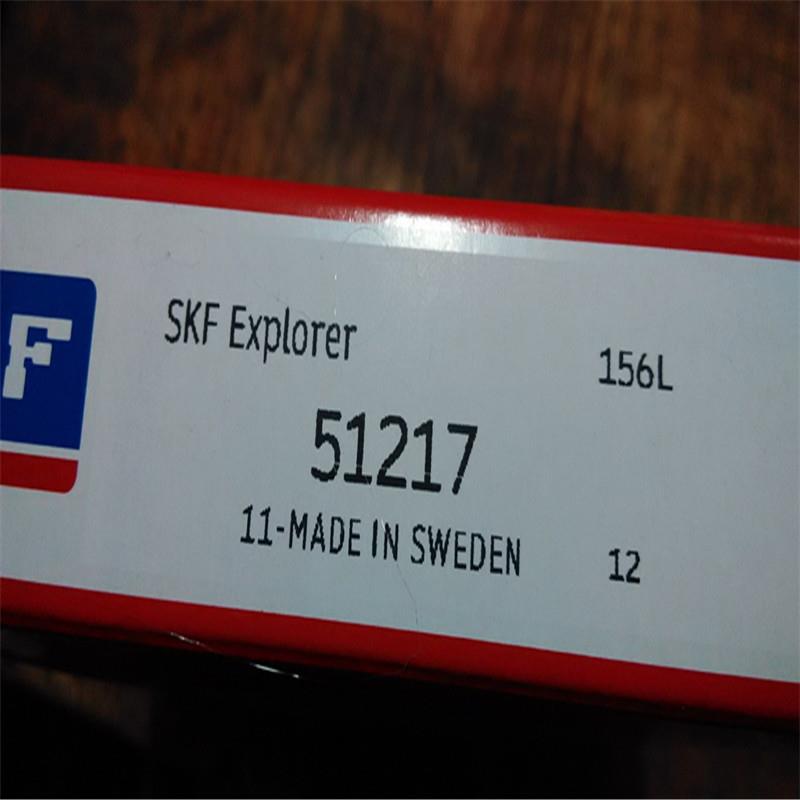 F
SKF Explorer
156L
51217
11-MADE IN SWEDEN
12